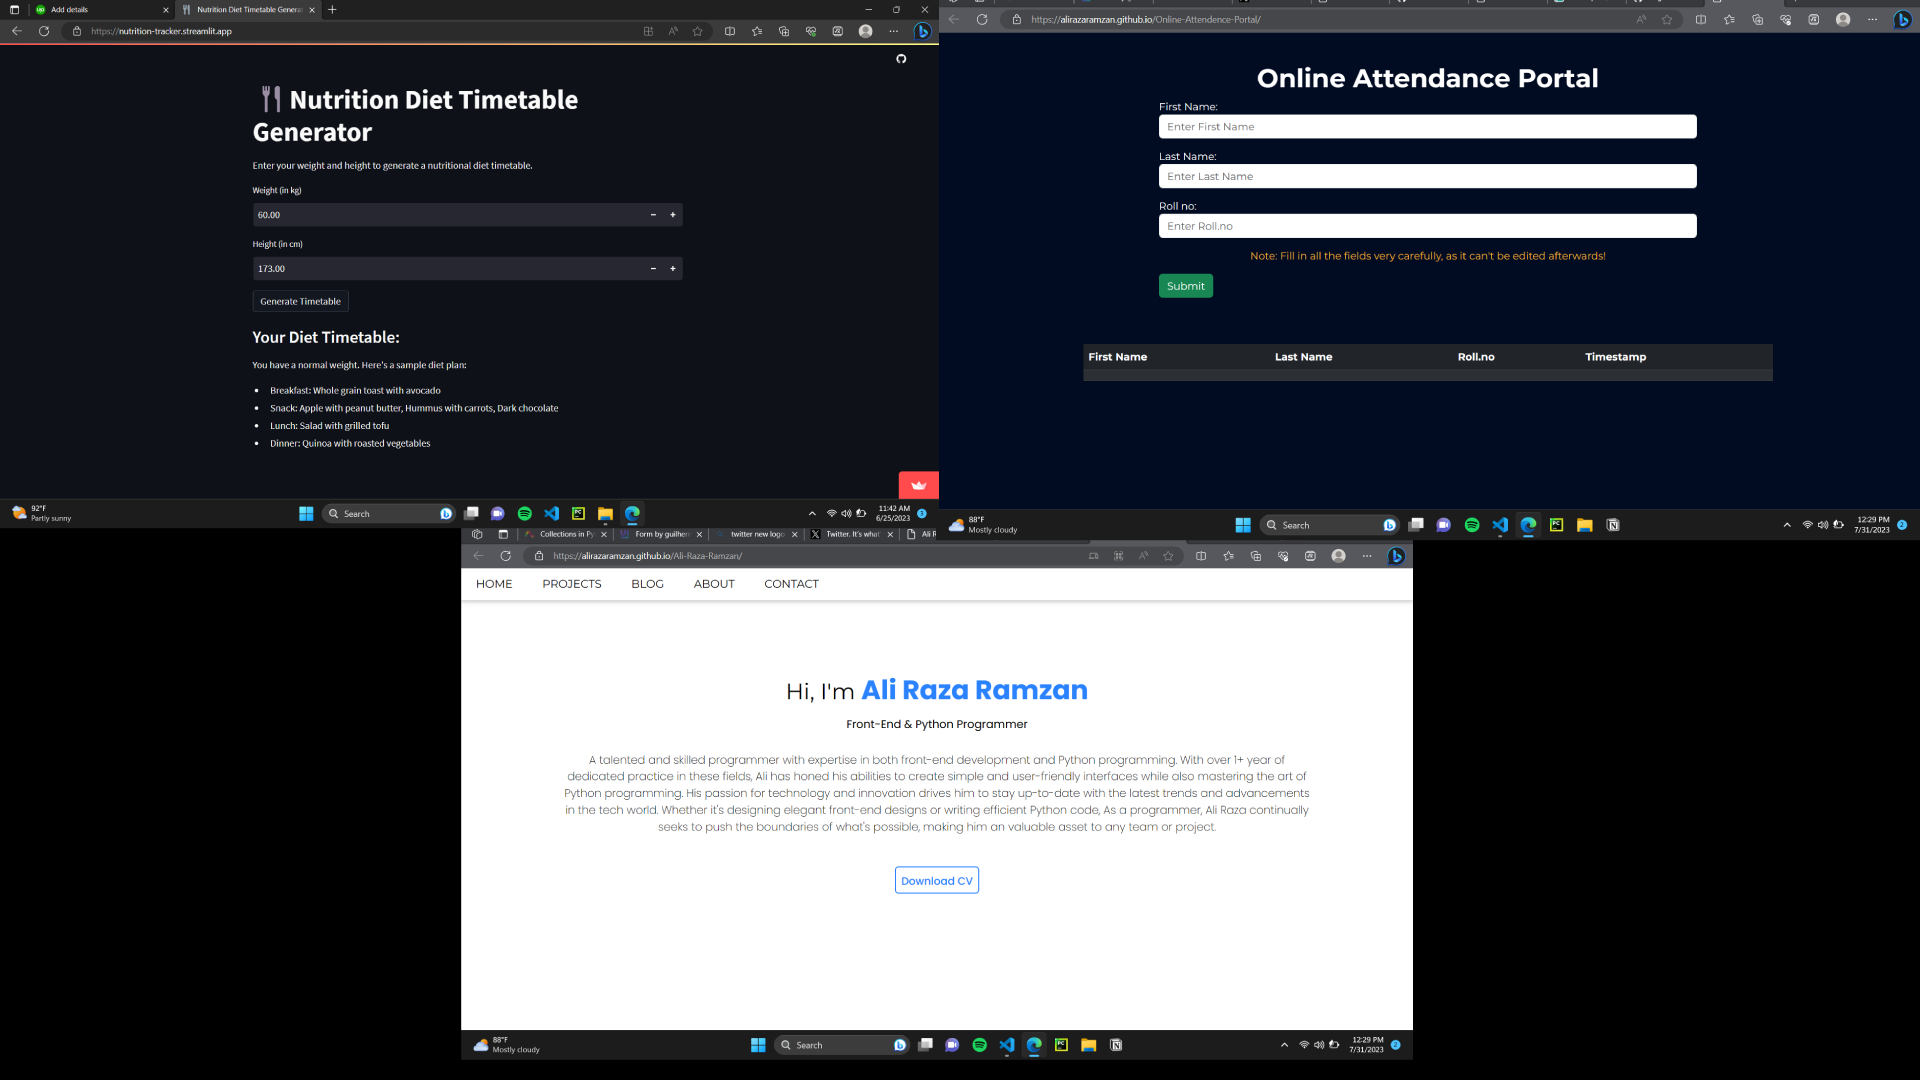 Add details
Nutrition Diet Timetable Genera
https://nutrition-tracker.streamlit.app
🍴Nutrition Diet Timetable
Generator
Enter your weight and height to generate a nutritional diet timetable.
Weight (in kg)
60.00
Height (in cm)
173.00
Generate Timetable
Your Diet Timetable:
You have a normal weight. Here's a sample diet plan:
• Breakfast: Whole grain toast with avocado
• Snack: Apple with peanut butter, Hummus with carrots, Dark chocolate
• Lunch: Salad with grilled tofu
• Dinner: Quinoa with roasted vegetables
92°F
Partly sunny
Search
11:42 AM
6/25/2023
https://alirazaramzan.github.io/Online-Attendence-Portal/
Online Attendance Portal
First Name:
Enter First Name
Last Name:
Enter Last Name
Roll no:
Enter Roll.no
Note: Fill in all the fields very carefully, as it can't be edited afterwards!
Submit
First Name Last Name Roll.no Timestamp
88°F
Mostly cloudy
Search
12:29 PM
7/31/2023
Collections in Py
Form by guilher
twitter new logo
Twitter. It's what
Ali R
https://alirazaramzan.github.io/Ali-Raza-Ramzan/
HOME PROJECTS BLOG ABOUT CONTACT
Hi, I'm Ali Raza Ramzan
Front-End & Python Programmer
A talented and skilled programmer with expertise in both front-end development and Python programming. With over 1+ year of
dedicated practice in these fields, Ali has honed his abilities to create simple and user-friendly interfaces while also mastering the art of
Python programming. His passion for technology and innovation drives him to stay up-to-date with the latest trends and advancements
in the tech world. Whether it's designing elegant front-end designs or writing efficient Python code, As a programmer, Ali Raza continually
seeks to push the boundaries of what's possible, making him an valuable asset to any team or project.
Download CV
88°F
Mostly cloudy
Search
12:29 PM
7/31/2023